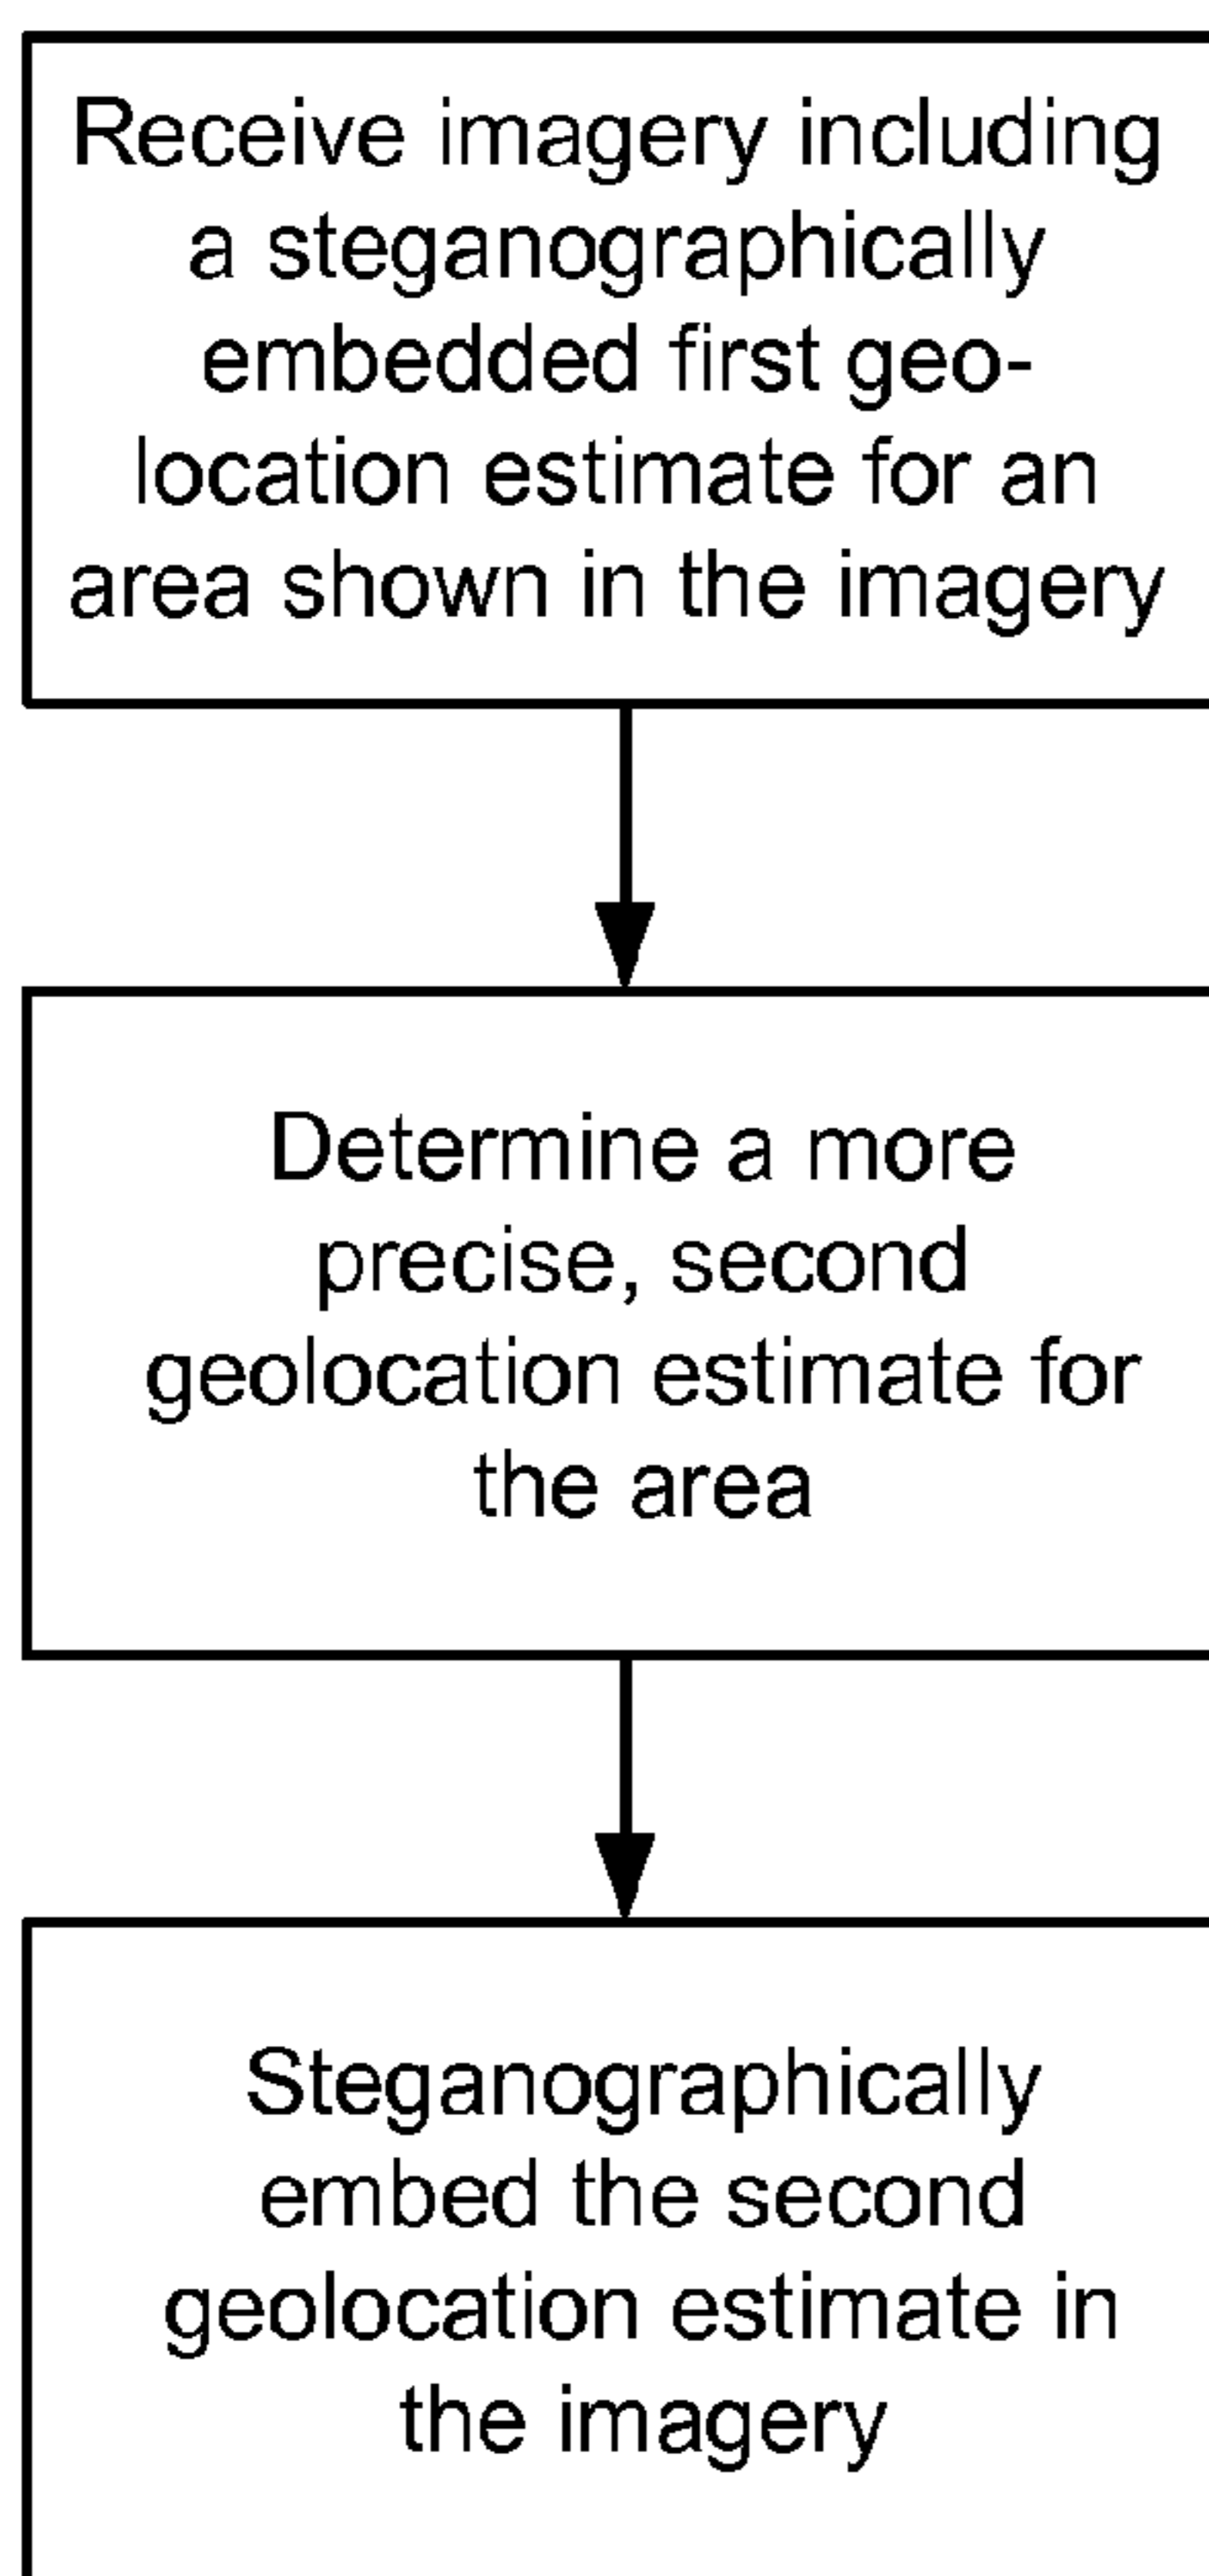 Receive imagery including
a steganographically
embedded first geo-
location estimate for an
area shown in the imagery
Determine a more
precise, second
geolocation estimate for
the area
Steganographically
embed the second
geolocation estimate in
the imagery